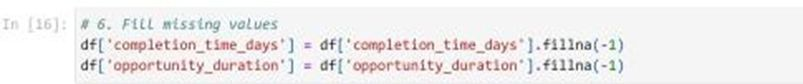 In [16]: # 6. Fill missing values
df['completion_time_days'] = df['completion_time_days'].fillna(-1)
df['opportunity_duration'] = df['opportunity_duration'].fillna(-1)